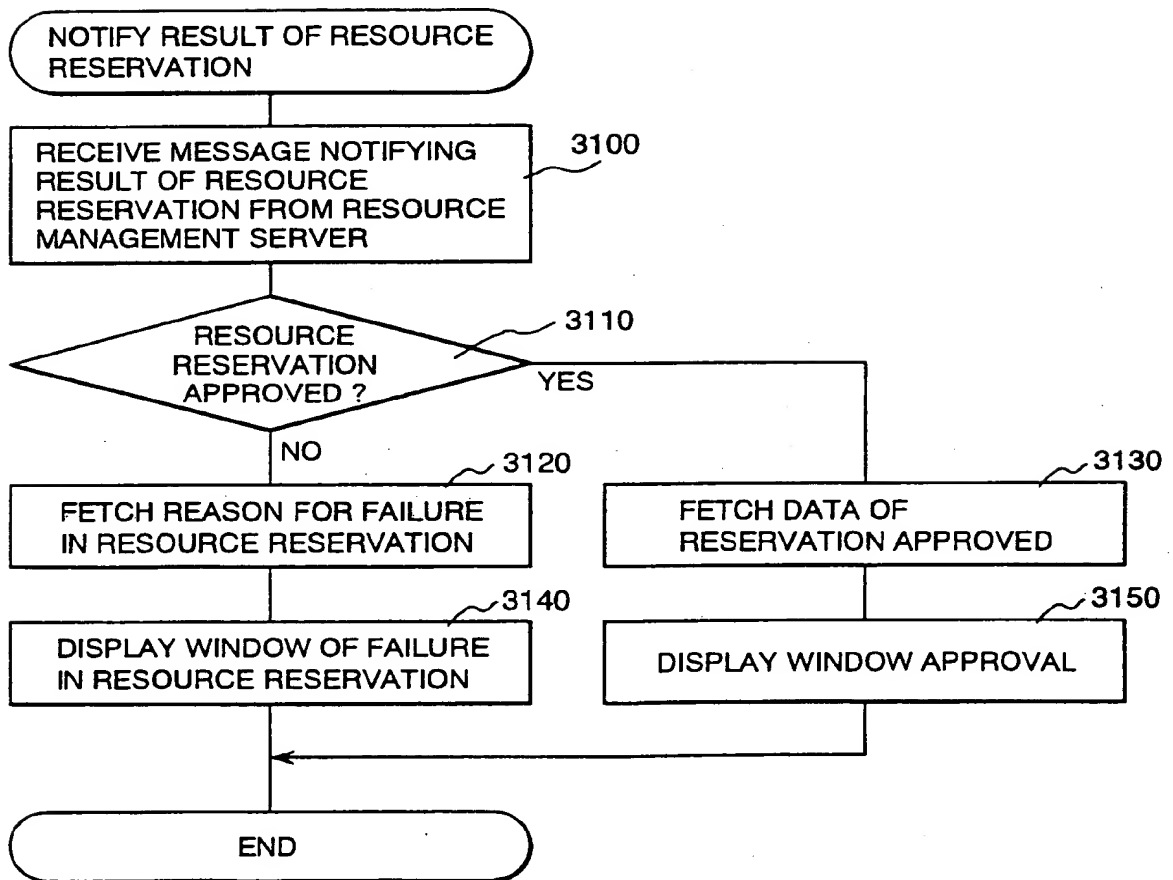 NOTIFY RESULT OF RESOURCE
RESERVATION
RECEIVE MESSAGE NOTIFYING
RESULT OF RESOURCE
RESERVATION FROM RESOURCE
MANAGEMENT SERVER
3100
RESOURCE
RESERVATION
APPROVED ?
3110
YES
NO
3120
FETCH REASON FOR FAILURE
IN RESOURCE RESERVATION
3130
FETCH DATA OF
RESERVATION APPROVED
3140
DISPLAY WINDOW OF FAILURE
IN RESOURCE RESERVATION
3150
DISPLAY WINDOW APPROVAL
END